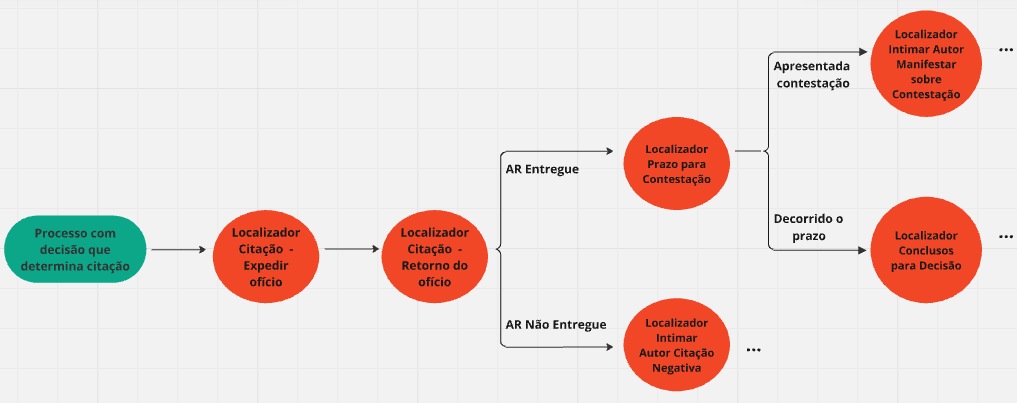 Processo com
decisão que
determina citação
Localizador
Citação -
Expedir
ofício
Localizador
Citação -
Retorno do
ofício
AR Entregue
AR Não Entregue
Localizador
Prazo para
Contestação
Localizador
Intimar
Autor Citação
Negativa
...
Apresentada
contestação
Decorrido o
prazo
Localizador
Intimar Autor
Manifestar
sobre
Contestação
...
Localizador
Conclusos
para Decisão
...